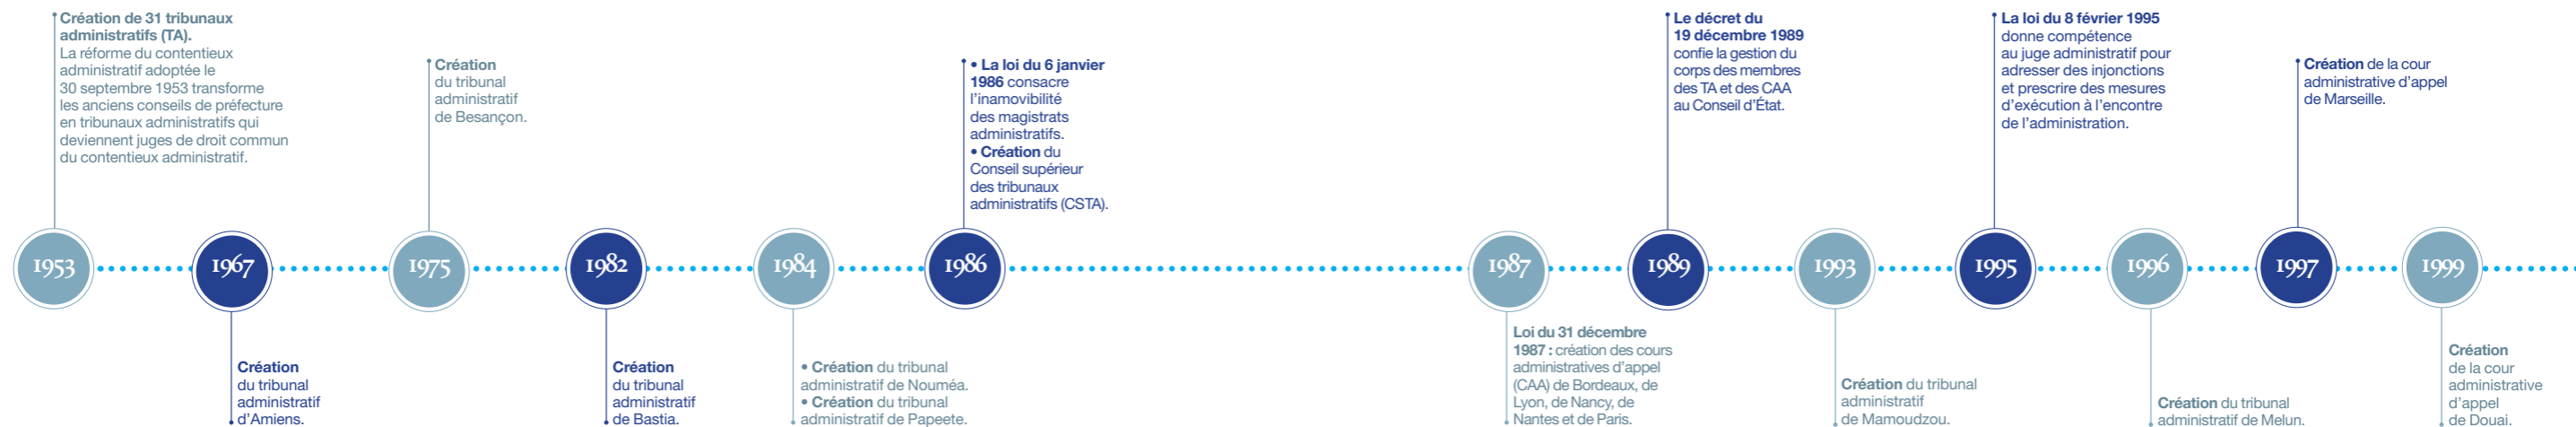 Création de 31 tribunaux
administratifs (TA).
La réforme du contentieux
administratif adoptée le
30 septembre 1953 transforme
les anciens conseils de préfecture
en tribunaux administratifs qui
deviennent juges de droit commun
du contentieux administratif.
1953
1967
Création
du tribunal
administratif
d’Amiens.
Création
du tribunal
administratif
de Besançon.
1975
1982
Création
du tribunal
administratif
de Bastia.
1984
• Création du tribunal
administratif de Nouméa.
• Création du tribunal
administratif de Papeete.
• La loi du 6 janvier
1986 consacre
l’inamovibilité
des magistrats
administratifs.
• Création du
Conseil supérieur
des tribunaux
administratifs (CSTA).
1986
1987
Loi du 31 décembre
1987 : création des cours
administratives d’appel
(CAA) de Bordeaux, de
Lyon, de Nancy, de
Nantes et de Paris.
Le décret du
19 décembre 1989
confie la gestion du
corps des membres
des TA et des CAA
au Conseil d’État.
1989
1993
Création du tribunal
administratif
de Mamoudzou.
La loi du 8 février 1995
donne compétence
au juge administratif pour
adresser des injonctions
et prescrire des mesures
d’exécution à l’encontre
de l’administration.
1995
1996
Création du tribunal
administratif de Melun.
Création de la cour
administrative d’appel
de Marseille.
1997
1999
Création
de la cour
administrative
d’appel
de Douai.